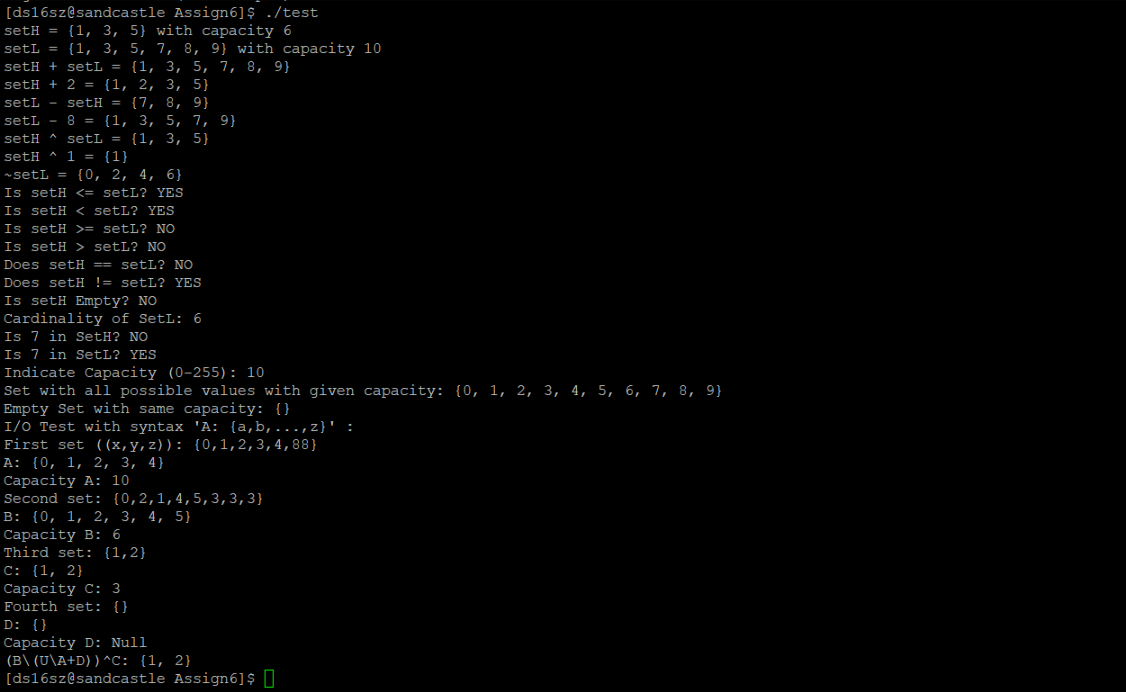 [ds16sz@sandcastle Assign6]$ ./test
setH = {1, 3, 5} with capacity 6
setL = {1, 3, 5, 7, 8, 9} with capacity 10
setH + setL = {1, 3, 5, 7, 8, 9}
setH + 2 = {1, 2, 3, 5}
setL - setH = {7, 8, 9}
setL - 8 = {1, 3, 5, 7, 9}
setH ^ setL = {1, 3, 5}
setH ^ 1 = {1}
~setL = {0, 2, 4, 6}
Is setH <= setL? YES
Is setH < setL? YES
Is setH >= setL? NO
Is setH > setL? NO
Does setH == setL? NO
Does setH != setL? YES
Is setH Empty? NO
Cardinality of SetL: 6
Is 7 in SetH? NO
Is 7 in SetL? YES
Indicate Capacity (0-255): 10
Set with all possible values with given capacity: {0, 1, 2, 3, 4, 5, 6, 7, 8, 9}
Empty Set with same capacity: {}
I/O Test with syntax 'A: {a,b,...,z}' :
First set ((x,y,z)): {0,1,2,3,4,88}
A: {0, 1, 2, 3, 4}
Capacity A: 10
Second set: {0,2,1,4,5,3,3,3}
B: {0, 1, 2, 3, 4, 5}
Capacity B: 6
Third set: {1,2}
C: {1, 2}
Capacity C: 3
Fourth set: {}
D: {}
Capacity D: Null
(B\(U\A+D))^C: {1, 2}
[ds16sz@sandcastle Assign6]$